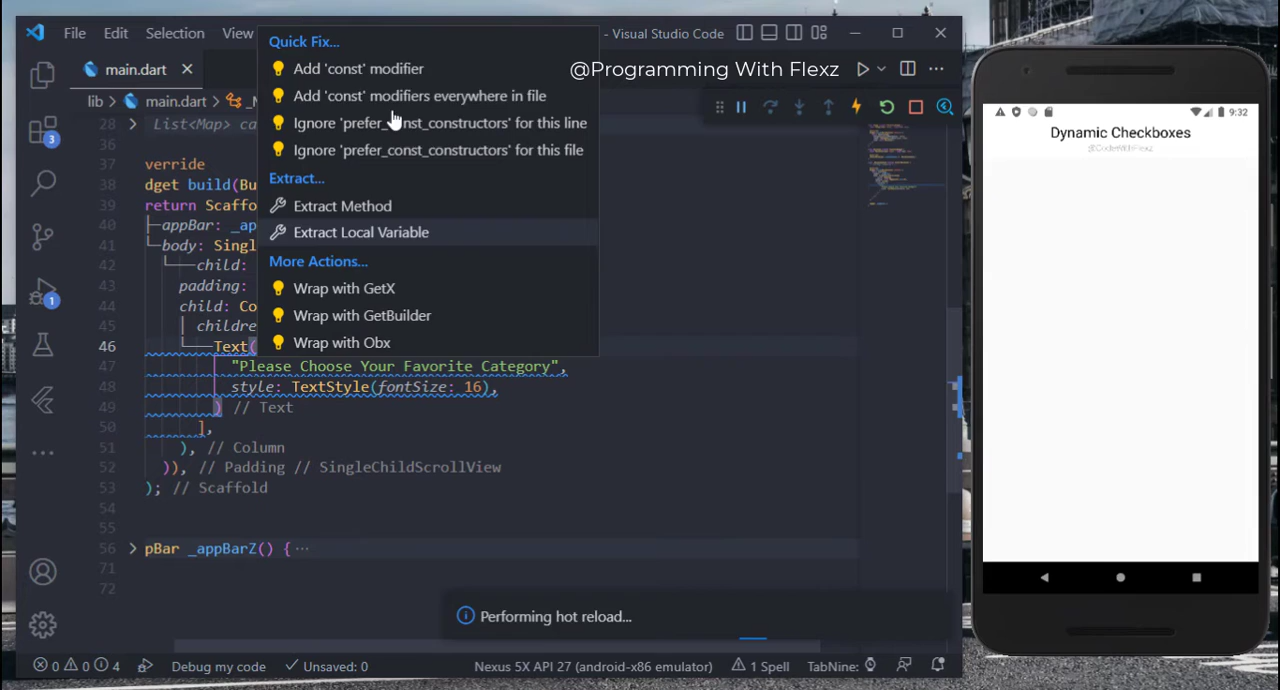 File Edit Selection View
- Visual Studio Code
main.dart
@Programming With Flexz
lib > main.dart >
Quick Fix...
Add 'const' modifier
Add 'const' modifiers everywhere in file
Ignore 'prefer_const_constructors' for this line
Ignore 'prefer_const_constructors' for this file
Extract...
Extract Method
Extract Local Variable
More Actions...
Wrap with GetX
Wrap with GetBuilder
Wrap with Obx
28 List<Map> ca
36
37 verride
38 dget build(Bu
39 return Scaffo
40 appBar: _ap
41 body: Singl
42 child:
43 padding:
44 child: Co
45 childre
46 Text(
47 "Please Choose Your Favorite Category",
48 style: TextStyle(fontSize: 16),
49 ) // Text
50 ],
51 ), // Column
52 )), // Padding // SingleChildScrollView
53 ); // Scaffold
54
55
56 pBar _appBarZ() { ...
71
72
3
1
Performing hot reload...
0 0 4 Debug my code Unsaved: 0 Nexus 5X API 27 (android-x86 emulator) 1 Spell TabNine:
9:32
Dynamic Checkboxes
@CodeWithFlexz